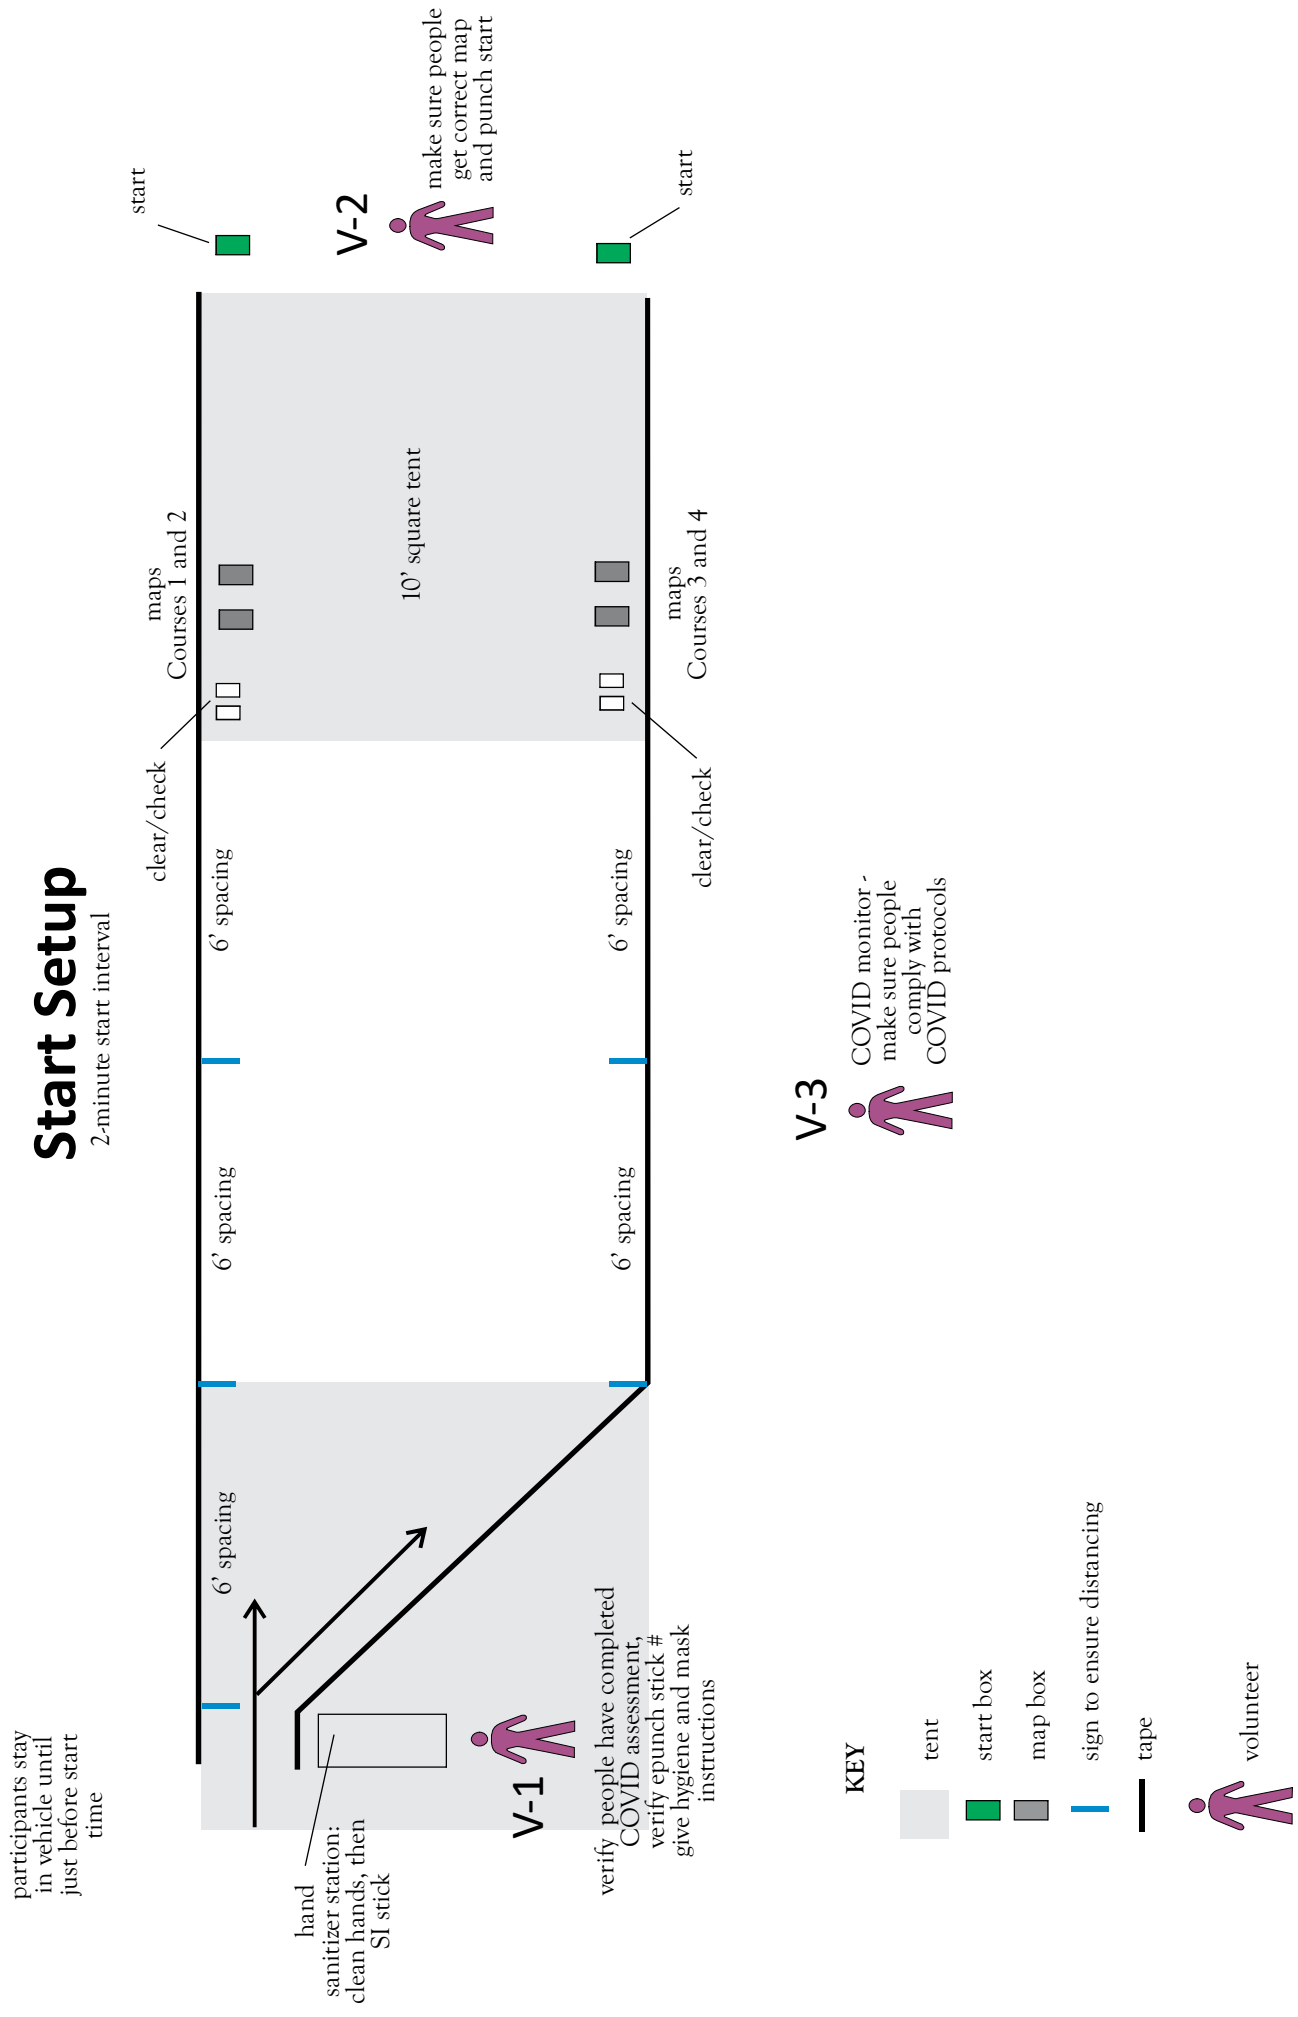 Start Setup
2-minute start interval
participants stay
in vehicle until
just before start
time
hand
sanitizer station:
clean hands, then
SI stick
V-1
verify people have completed
COVID assessment,
verify epunch stick #
give hygiene and mask
instructions
6' spacing
6' spacing
6' spacing
6' spacing
6' spacing
clear/check
maps
Courses 1 and 2
10' square tent
clear/check
maps
Courses 3 and 4
start
V-2
make sure people
get correct map
and punch start
start
V-3
COVID monitor -
make sure people
comply with
COVID protocols
KEY
tent
start box
map box
sign to ensure distancing
tape
volunteer